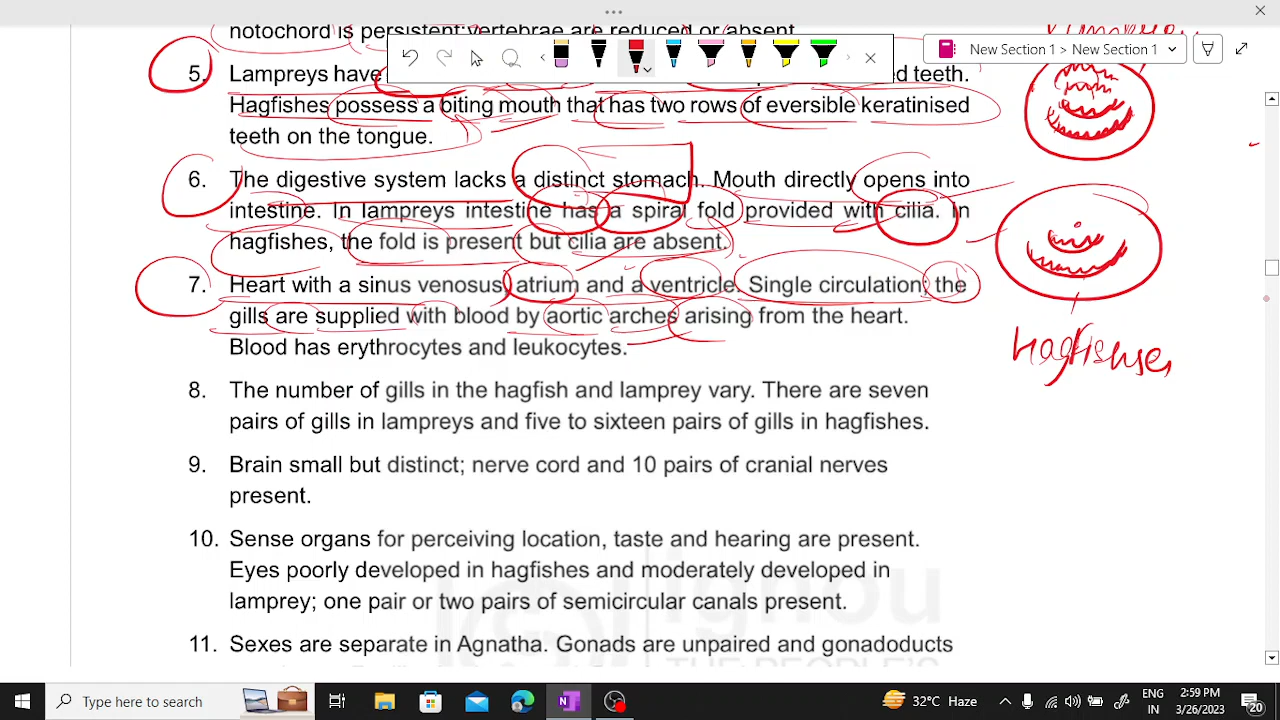 notochord is persistent;vertebrae are reduced or absent.
New Section 1 > New Section 1
5. Lampreys have ed teeth.
Hagfishes possess a biting mouth that has two rows of eversible keratinised
teeth on the tongue.
6. The digestive system lacks a distinct stomach. Mouth directly opens into
intestine. In lampreys intestine has a spiral fold provided with cilia. In
hagfishes, the fold is present but cilia are absent.
7. Heart with a sinus venosus, atrium and a ventricle. Single circulation, the
gills are supplied with blood by aortic arches arising from the heart.
Blood has erythrocytes and leukocytes.
hagfishes
8. The number of gills in the hagfish and lamprey vary. There are seven
pairs of gills in lampreys and five to sixteen pairs of gills in hagfishes.
9. Brain small but distinct; nerve cord and 10 pairs of cranial nerves
present.
10. Sense organs for perceiving location, taste and hearing are present.
Eyes poorly developed in hagfishes and moderately developed in
lamprey; one pair or two pairs of semicircular canals present.
ignou
11. Sexes are separate in Agnatha. Gonads are unpaired and gonadoducts
THE PEOPLE'S
Type here to search
32°C Haze
ENG
IN
2:59 PM
3/26/2023
20